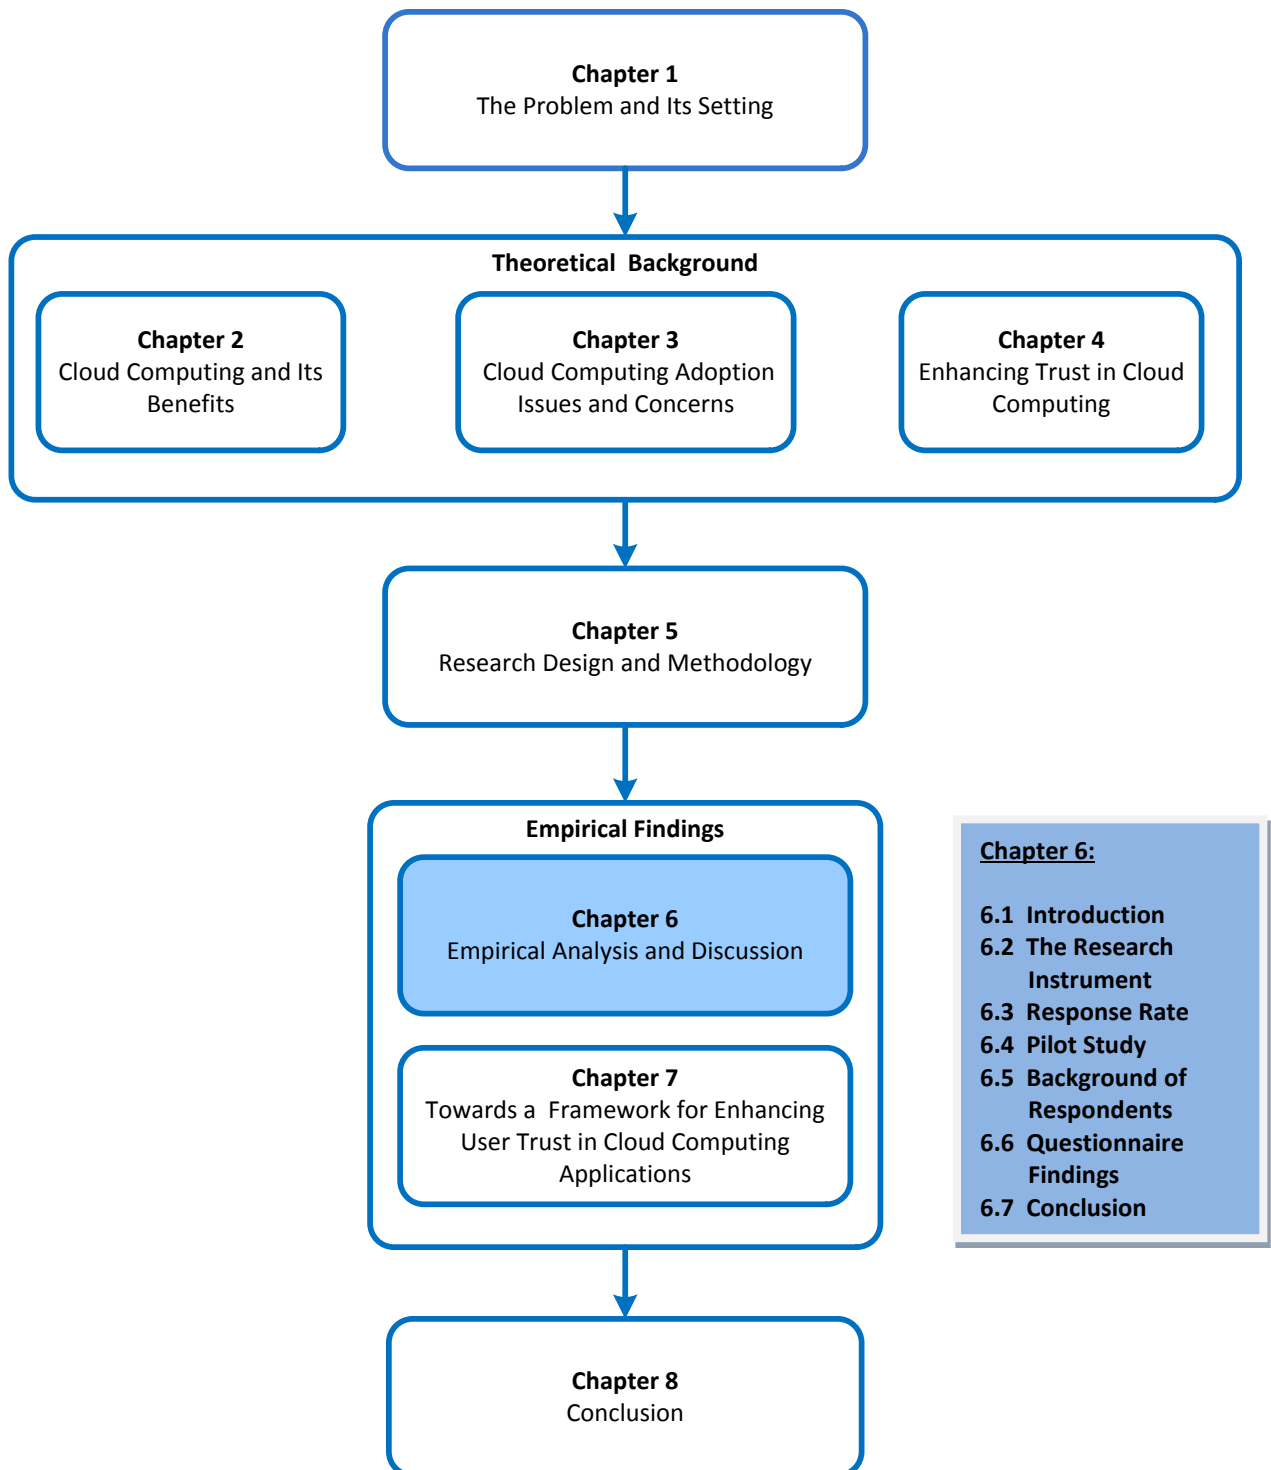 Chapter 1
The Problem and Its Setting
Theoretical Background
Chapter 2
Cloud Computing and Its
Benefits
Chapter 3
Cloud Computing Adoption
Issues and Concerns
Chapter 4
Enhancing Trust in Cloud
Computing
Chapter 5
Research Design and Methodology
Empirical Findings
Chapter 6
Empirical Analysis and Discussion
Chapter 7
Towards a Framework for Enhancing
User Trust in Cloud Computing
Applications
Chapter 6:
6.1 Introduction
6.2 The Research
Instrument
6.3 Response Rate
6.4 Pilot Study
6.5 Background of
Respondents
6.6 Questionnaire
Findings
6.7 Conclusion
Chapter 8
Conclusion